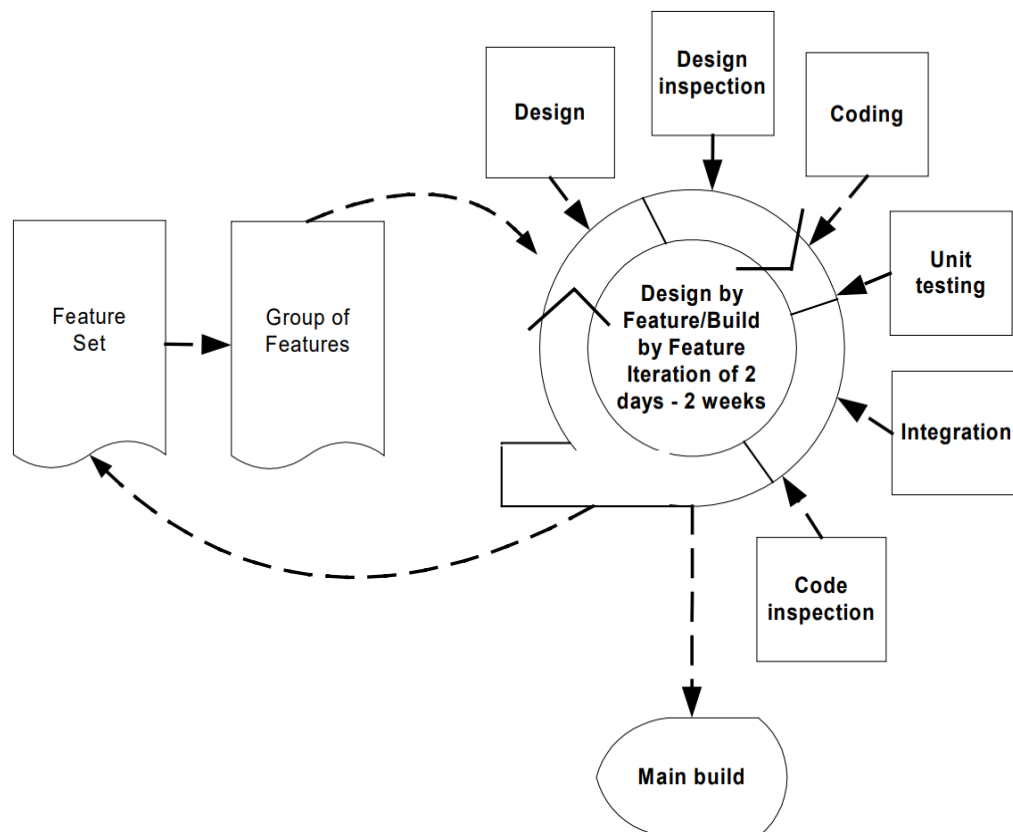 Design
inspection
Design
Coding
Unit
testing
Feature
Set
Group of
Features
Design by
Feature/Build
by Feature
Iteration of 2
days - 2 weeks
Integration
Code
inspection
Main build